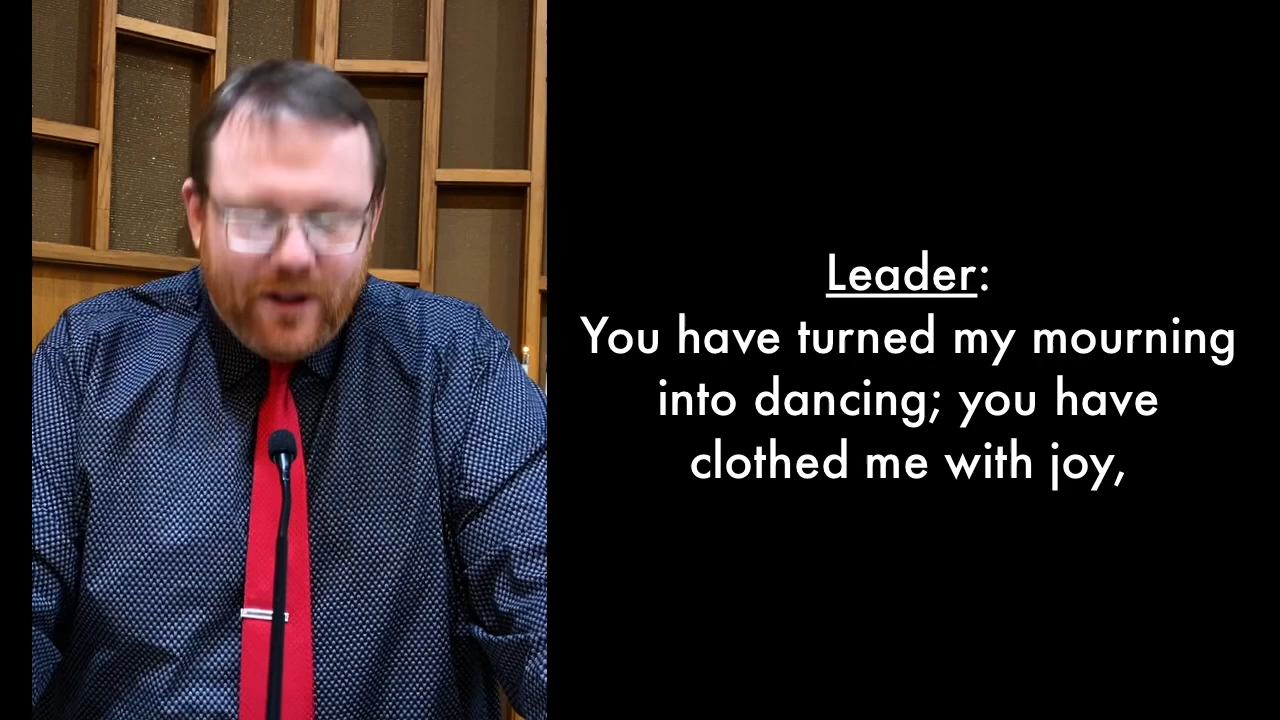 Leader:
You have turned my mourning
into dancing; you have
clothed me with joy,